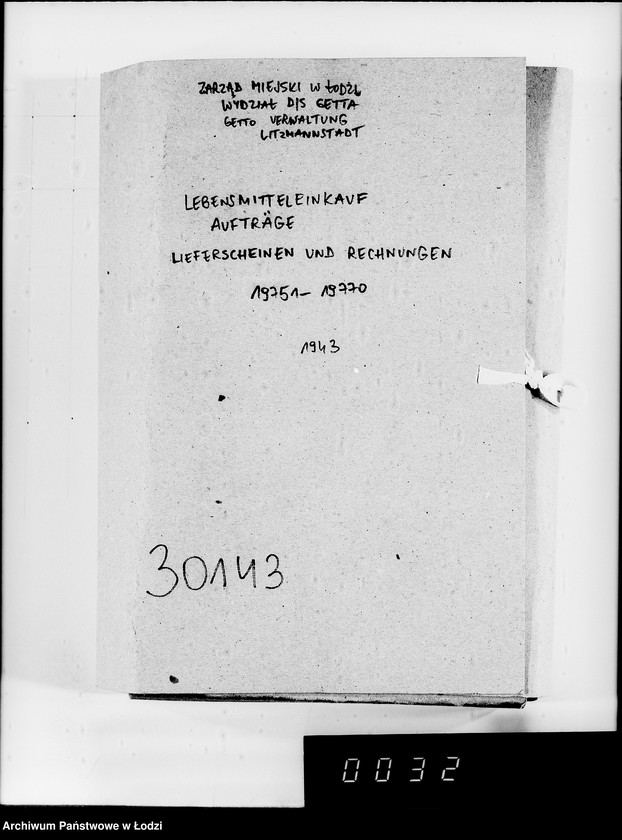 ZARZĄD MIEJSKI W ŁODZI
WYDZIAŁ D/S GETTA
GETTO VERWALTUNG
LITZMANNSTADT
LEBENSMITTELEINKAUF
AUFTRÄGE
LIEFERSCHEINEN UND RECHNUNGEN
19751 – 19770
1943
30143
0032
Archiwum Państwowe w Łodzi